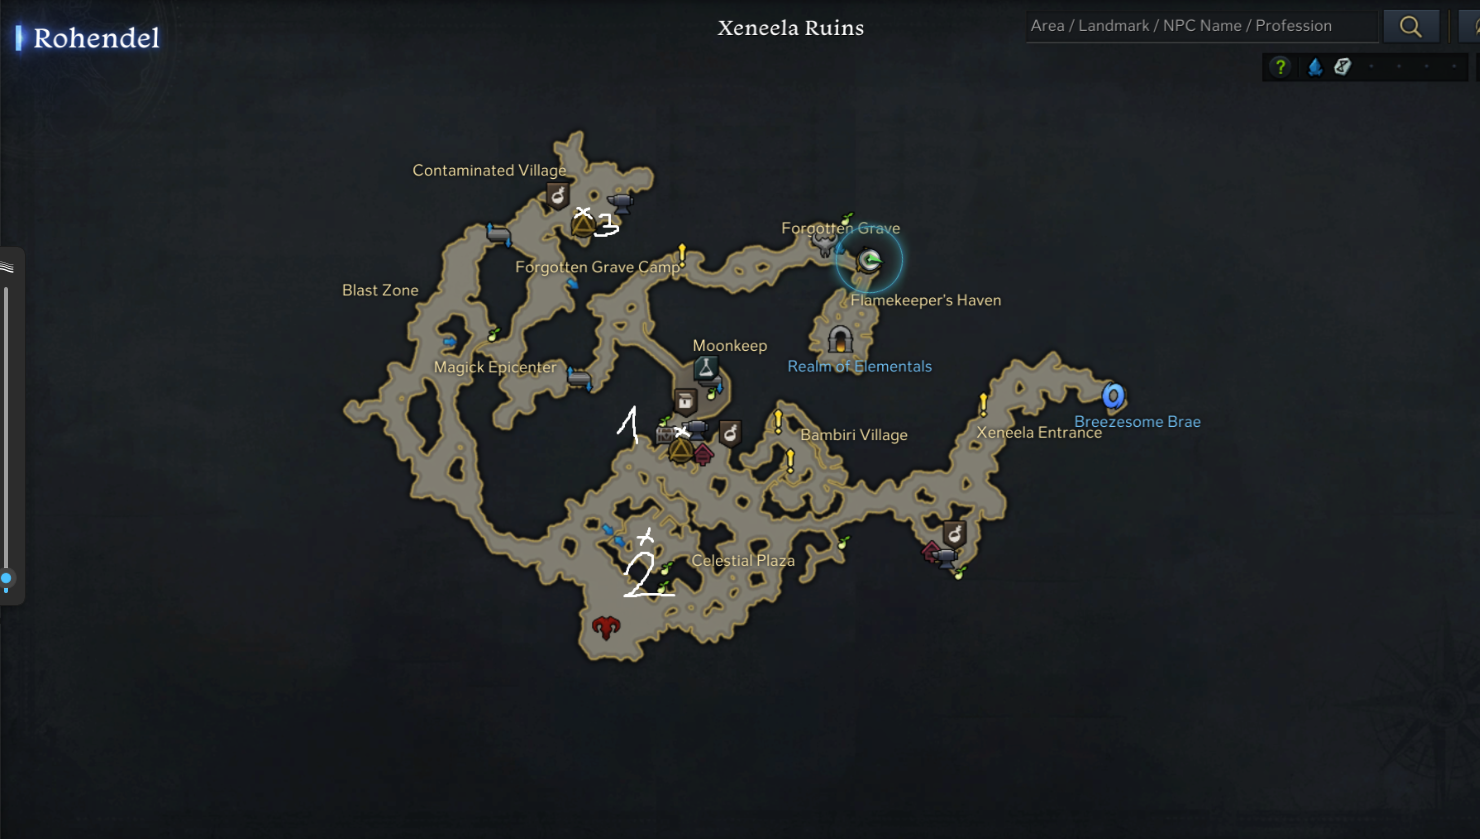 Rohendel
Xeneela Ruins
Area / Landmark / NPC Name / Profession
?
Contaminated Village
3
Forgotten Grave
Forgotten Grave Camp
Blast Zone
Flamekeeper's Haven
Moonkeep
Magick Epicenter
Realm of Elementals
1
Bambiri Village
Xeneela Entrance
Breezesome Brae
Celestial Plaza
2